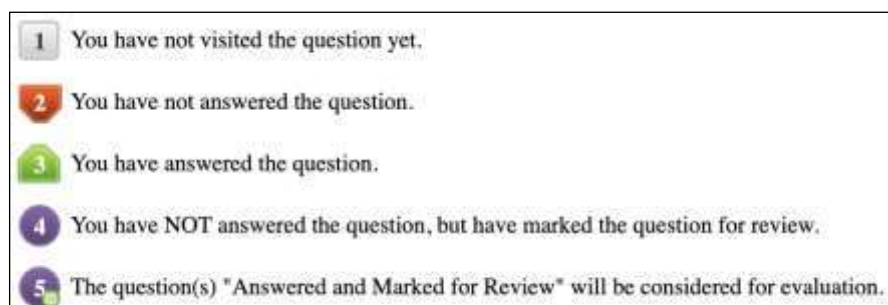 1 You have not visited the question yet.
2 You have not answered the question.
3 You have answered the question.
4 You have NOT answered the question, but have marked the question for review.
5 The question(s) "Answered and Marked for Review" will be considered for evaluation.